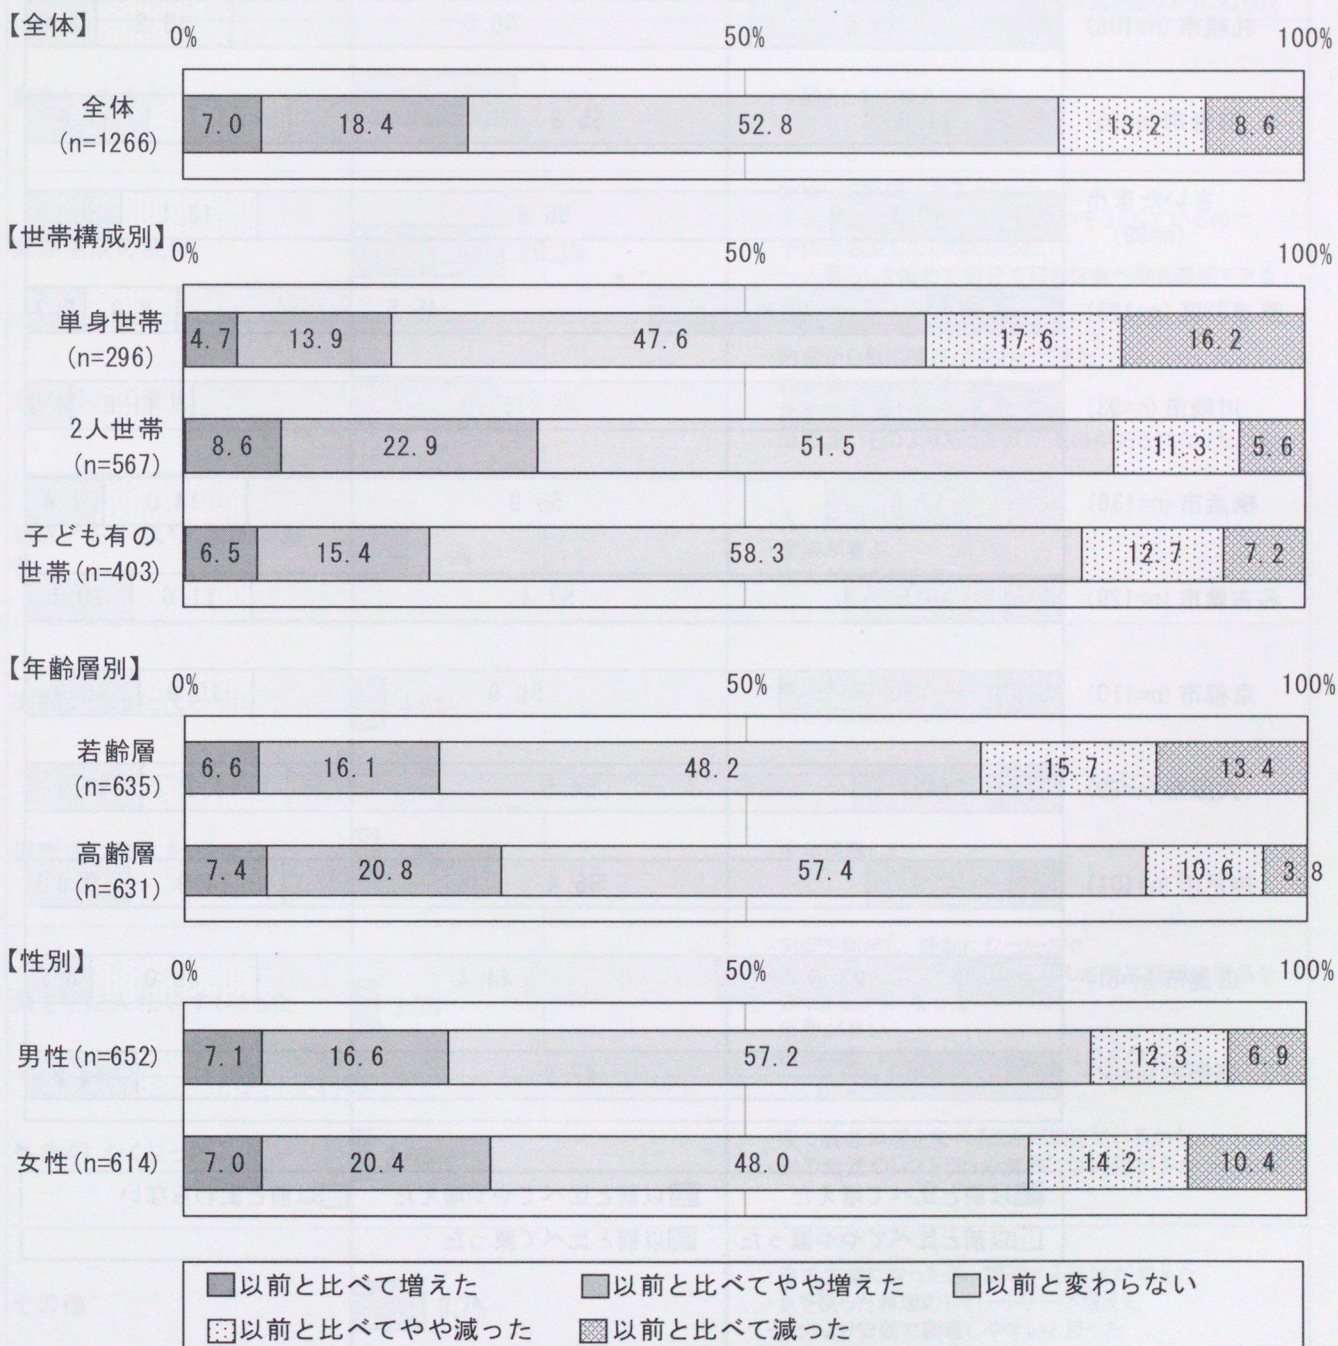 【全体】
0% 50% 100%
全体
(n=1266)
7.0 18.4 52.8 13.2 8.6
【世帯構成別】
0% 50% 100%
単身世帯
(n=296)
4.7 13.9 47.6 17.6 16.2
2人世帯
(n=567)
8.6 22.9 51.5 11.3 5.6
子ども有の
世帯(n=403)
6.5 15.4 58.3 12.7 7.2
【年齢層別】
0% 50% 100%
若齢層
(n=635)
6.6 16.1 48.2 15.7 13.4
高齢層
(n=631)
7.4 20.8 57.4 10.6 3.8
【性別】
0% 50% 100%
男性(n=652)
7.1 16.6 57.2 12.3 6.9
女性(n=614)
7.0 20.4 48.0 14.2 10.4
以前と比べて増えた 以前と比べてやや増えた 以前と変わらない
以前と比べてやや減った 以前と比べて減った